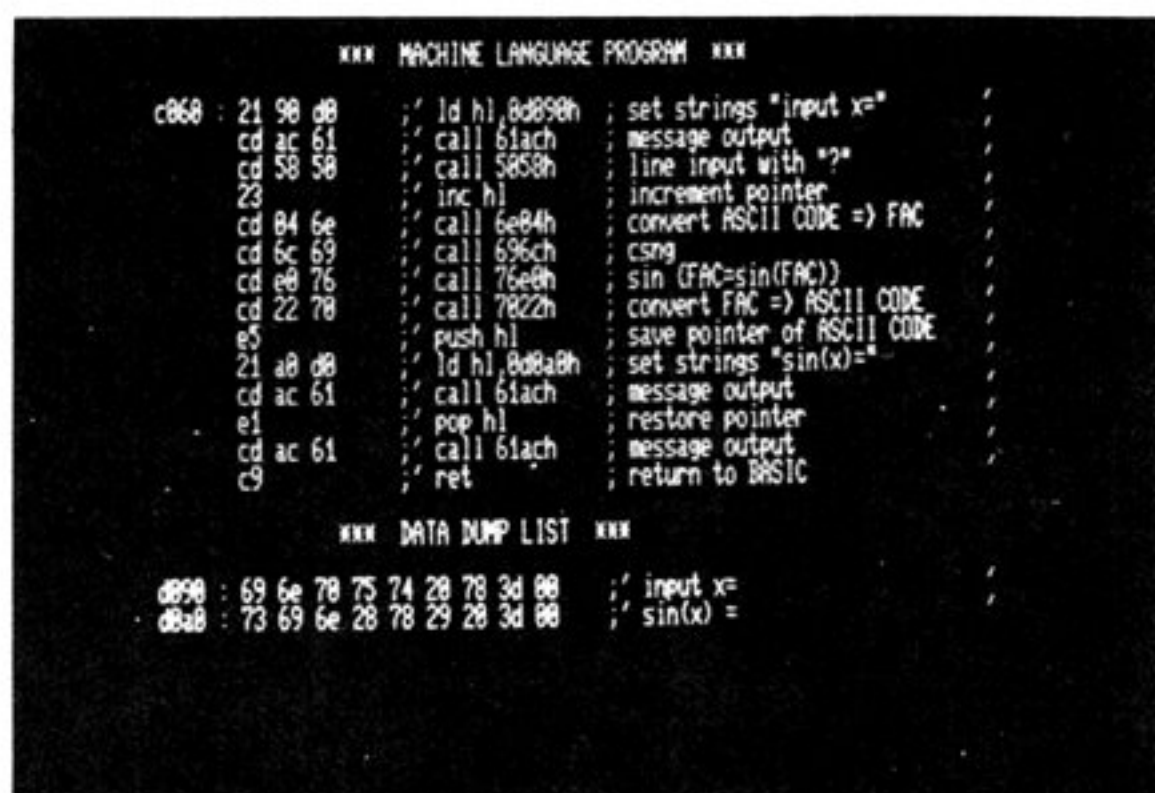 *** MACHINE LANGUAGE PROGRAM ***
c060 : 21 90 d0 ;' ld hl,0d090h ; set strings "input x=" '
cd ac 61 ;' call 61ach ; message output '
cd 58 50 ;' call 5058h ; line input with "?" '
23 ;' inc hl ; increment pointer '
cd 04 6e ;' call 6e04h ; convert ASCII CODE => FAC '
cd 6c 69 ;' call 696ch ; csng '
cd e0 76 ;' call 76e0h ; sin (FAC=sin(FAC)) '
cd 22 70 ;' call 7022h ; convert FAC => ASCII CODE '
e5 ;' push hl ; save pointer of ASCII CODE '
21 a0 d0 ;' ld hl,0d0a0h ; set strings "sin(x)=" '
cd ac 61 ;' call 61ach ; message output '
e1 ;' pop hl ; restore pointer '
cd ac 61 ;' call 61ach ; message output '
c9 ;' ret ; return to BASIC '
*** DATA DUMP LIST ***
d090 : 69 6e 70 75 74 20 78 3d 00 ;' input x= '
d0a0 : 73 69 6e 28 78 29 20 3d 00 ;' sin(x) = '